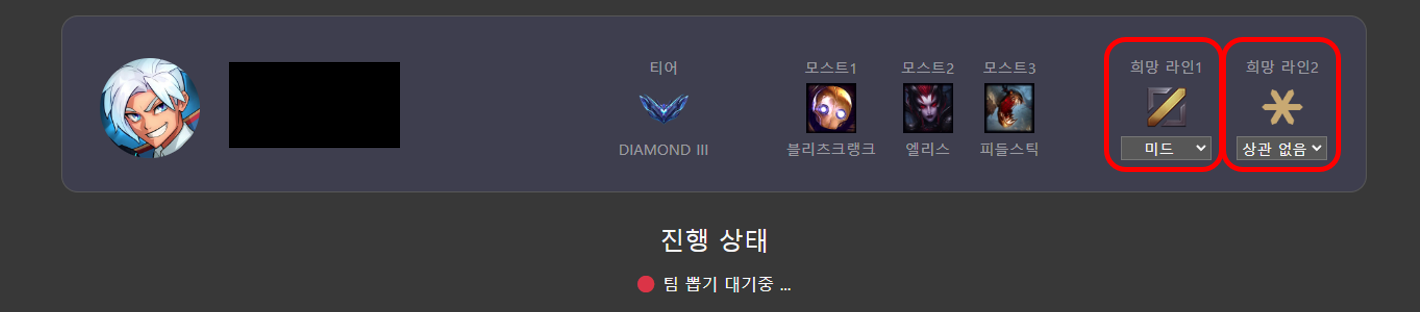 티어
모스트1
모스트2
모스트3
희망 라인1
희망 라인2
DIAMOND III
블리츠크랭크
엘리스
피들스틱
미드
상관 없음
진행 상태
팀 뽑기 대기중 ...